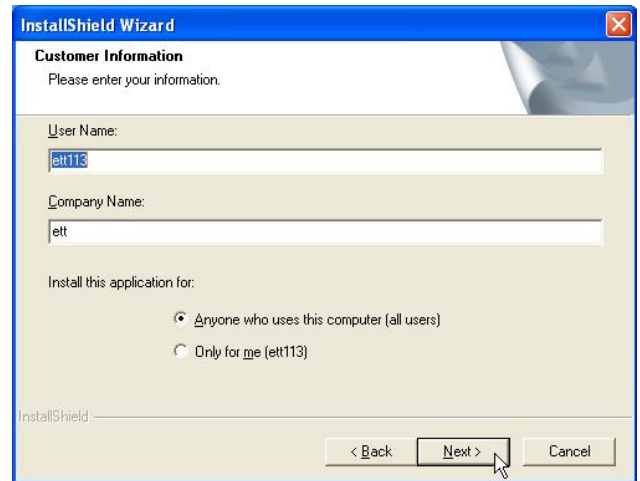 InstallShield Wizard
Customer Information
Please enter your information.
User Name:
ett113
Company Name:
ett
Install this application for:
Anyone who uses this computer (all users)
Only for me (ett113)
InstallShield
< Back Next > Cancel